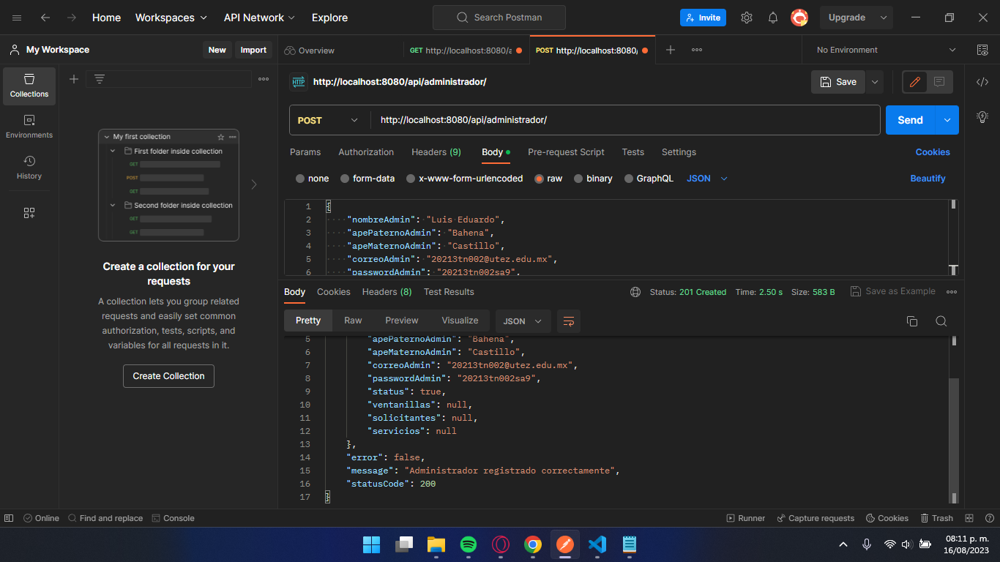 Home Workspaces API Network Explore Search Postman Invite Upgrade
My Workspace New Import Overview GET http://localhost:8080/a POST http://localhost:8080/ No Environment
Collections
Environments
History
My first collection
First folder inside collection
GET
POST
GET
Second folder inside collection
GET
GET
Create a collection for your
requests
A collection lets you group related
requests and easily set common
authorization, tests, scripts, and
variables for all requests in it.
Create Collection
HTTP http://localhost:8080/api/administrador/ Save
POST http://localhost:8080/api/administrador/ Send
Params Authorization Headers (9) Body Pre-request Script Tests Settings Cookies
none form-data x-www-form-urlencoded raw binary GraphQL JSON Beautify
1 {
2 "nombreAdmin": "Luis Eduardo",
3 "apePaternoAdmin": "Bahena",
4 "apeMaternoAdmin": "Castillo",
5 "correoAdmin": "20213tn002@utez.edu.mx",
6 "passwordAdmin": "20213tn002sa9",
Body Cookies Headers (8) Test Results Status: 201 Created Time: 2.50 s Size: 583 B Save as Example
Pretty Raw Preview Visualize JSON
5 "apePaternoAdmin": "Bahena",
6 "apeMaternoAdmin": "Castillo",
7 "correoAdmin": "20213tn002@utez.edu.mx",
8 "passwordAdmin": "20213tn002sa9",
9 "status": true,
10 "ventanillas": null,
11 "solicitantes": null,
12 "servicios": null
13 },
14 "error": false,
15 "message": "Administrador registrado correctamente",
16 "statusCode": 200
17 }
Online Find and replace Console Runner Capture requests Cookies Trash
08:11 p. m.
16/08/2023